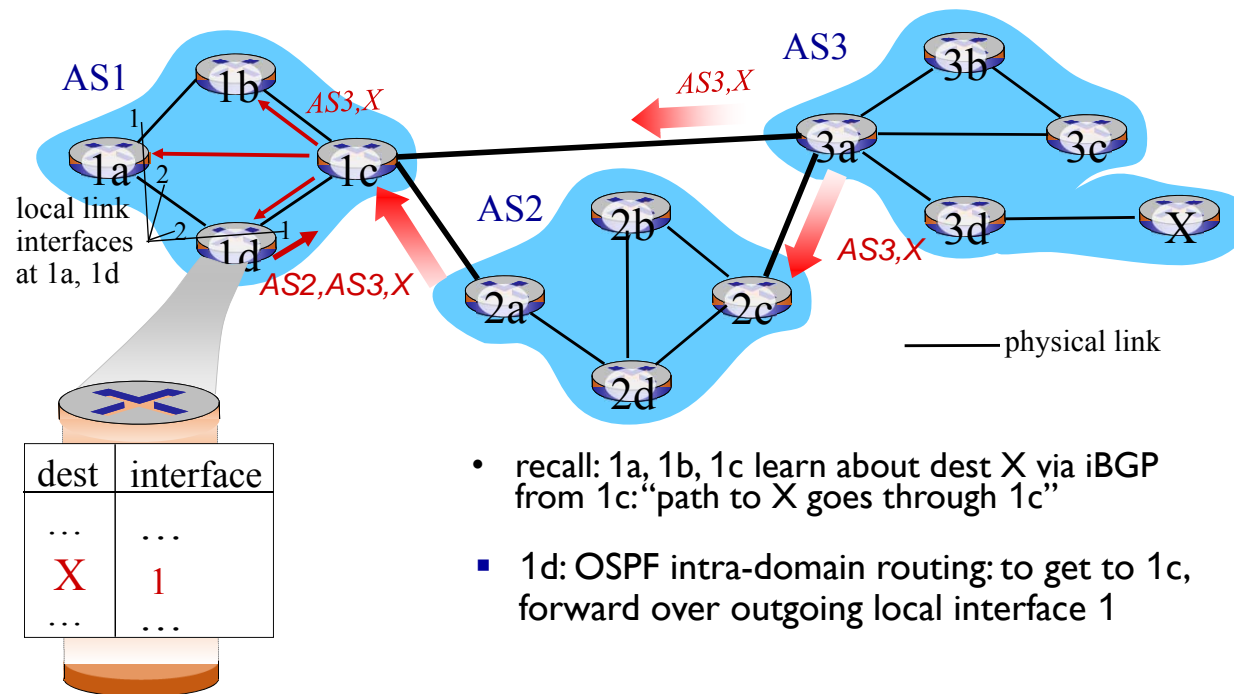 AS1
1b
AS3,X
1
1a
2
1c
local link
interfaces
at 1a, 1d
2
1
1d
AS2,AS3,X
AS3,X
AS3
3b
3a
3c
3d
X
AS3,X
AS2
2b
2a
2c
2d
physical link
dest interface
... ...
X 1
... ...
• recall: 1a, 1b, 1c learn about dest X via iBGP
from 1c: “path to X goes through 1c”
▪ 1d: OSPF intra-domain routing: to get to 1c,
forward over outgoing local interface 1